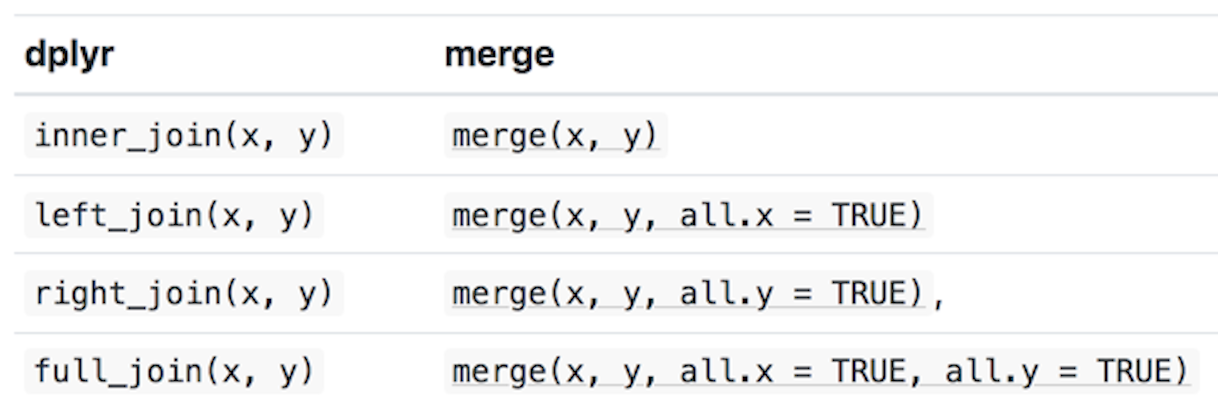 dplyr merge
inner_join(x, y) merge(x, y)
left_join(x, y) merge(x, y, all.x = TRUE)
right_join(x, y) merge(x, y, all.y = TRUE),
full_join(x, y) merge(x, y, all.x = TRUE, all.y = TRUE)